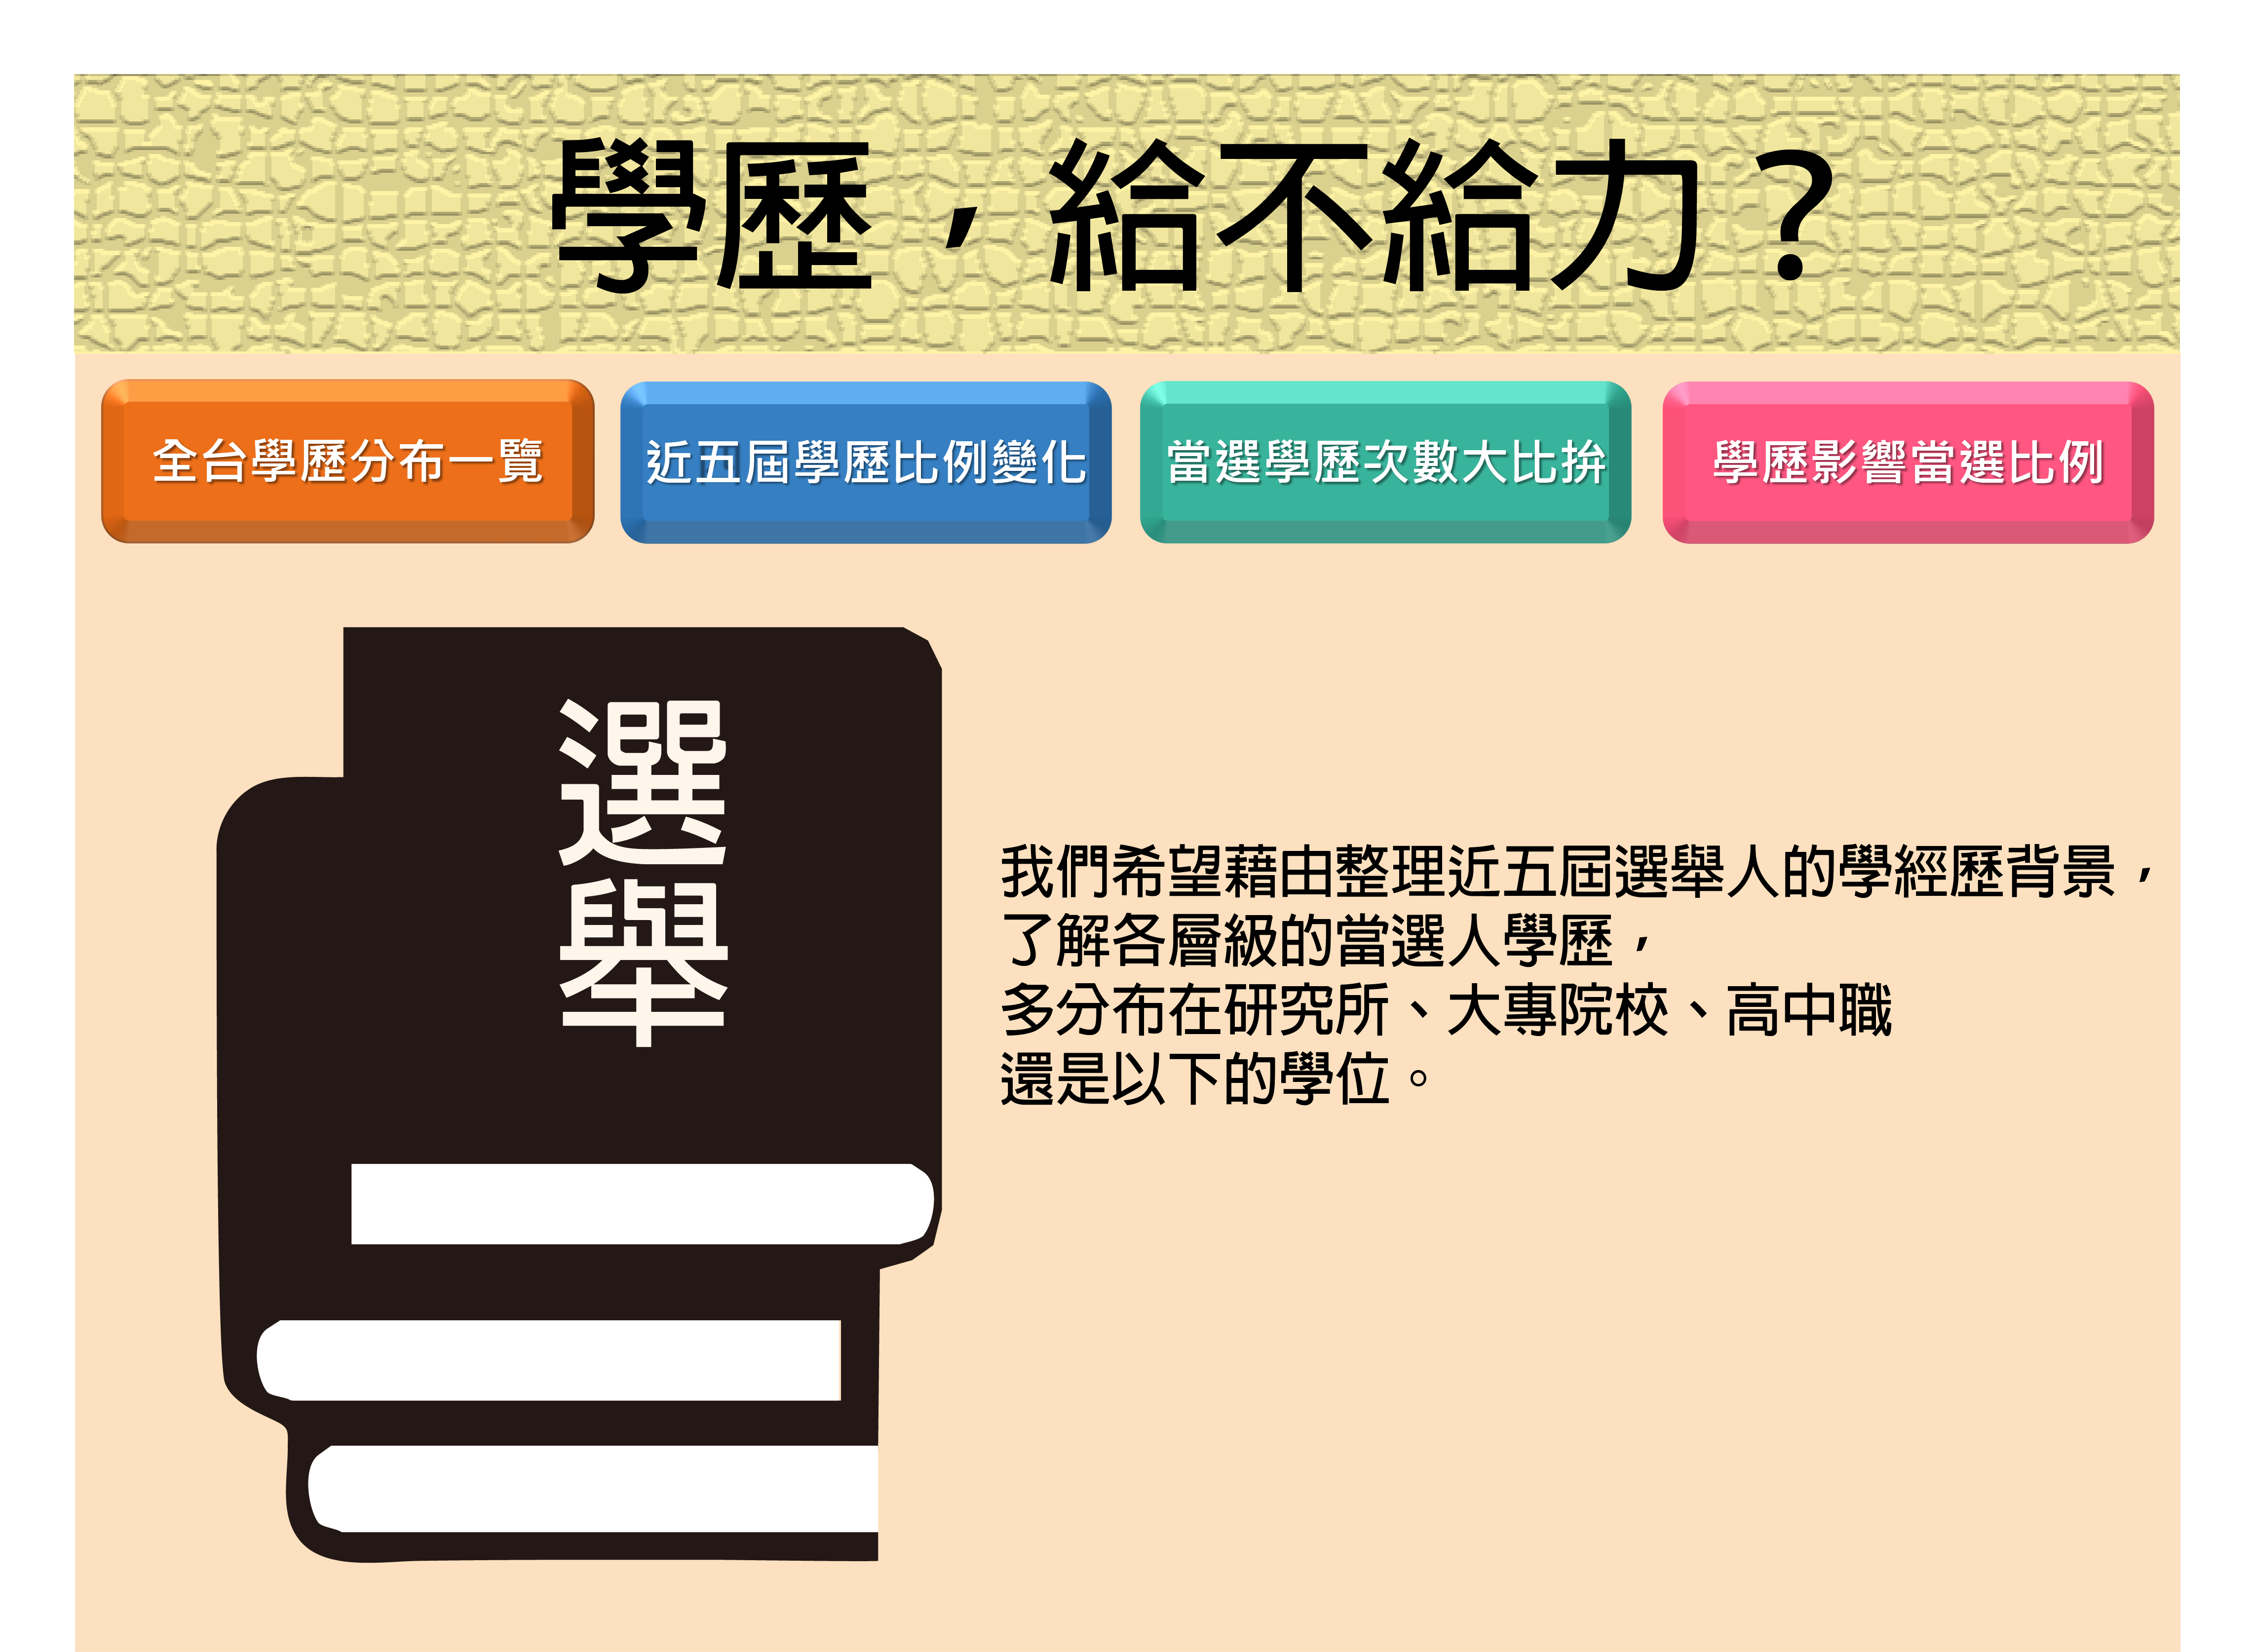 學歷，給不給力？
全台學歷分布一覽
近五屆學歷比例變化
當選學歷次數大比拚
學歷影響當選比例
選
舉
我們希望藉由整理近五屆選舉人的學經歷背景，
了解各層級的當選人學歷，
多分布在研究所、大專院校、高中職
還是以下的學位。